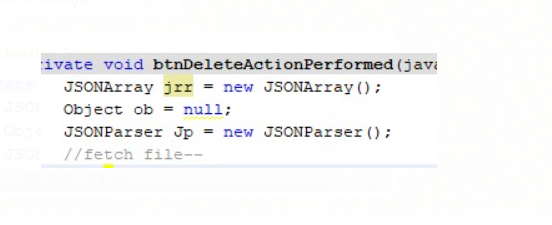 ivate void btnDeleteActionPerformed(java
JSONArray jrr = new JSONArray();
Object ob = null;
JSONParser Jp = new JSONParser();
//fetch file--